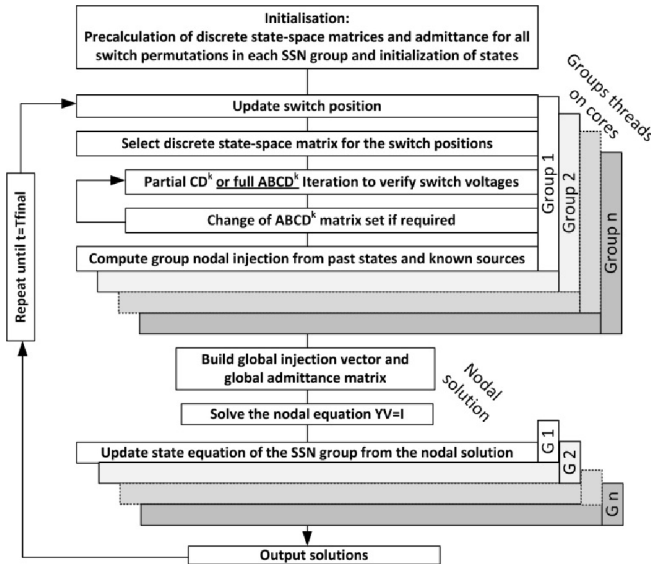 Initialisation:
Precalculation of discrete state-space matrices and admittance for all
switch permutations in each SSN group and initialization of states
Groups threads
on cores
Update switch position
Select discrete state-space matrix for the switch positions
Partial CD^k or full ABCD^k Iteration to verify switch voltages
Change of ABCD^k matrix set if required
Compute group nodal injection from past states and known sources
Group 1
Group 2
Group n
Repeat until t=Tfinal
Build global injection vector and
global admittance matrix
Nodal
solution
Solve the nodal equation YV=I
Update state equation of the SSN group from the nodal solution
G 1
G 2
G n
Output solutions